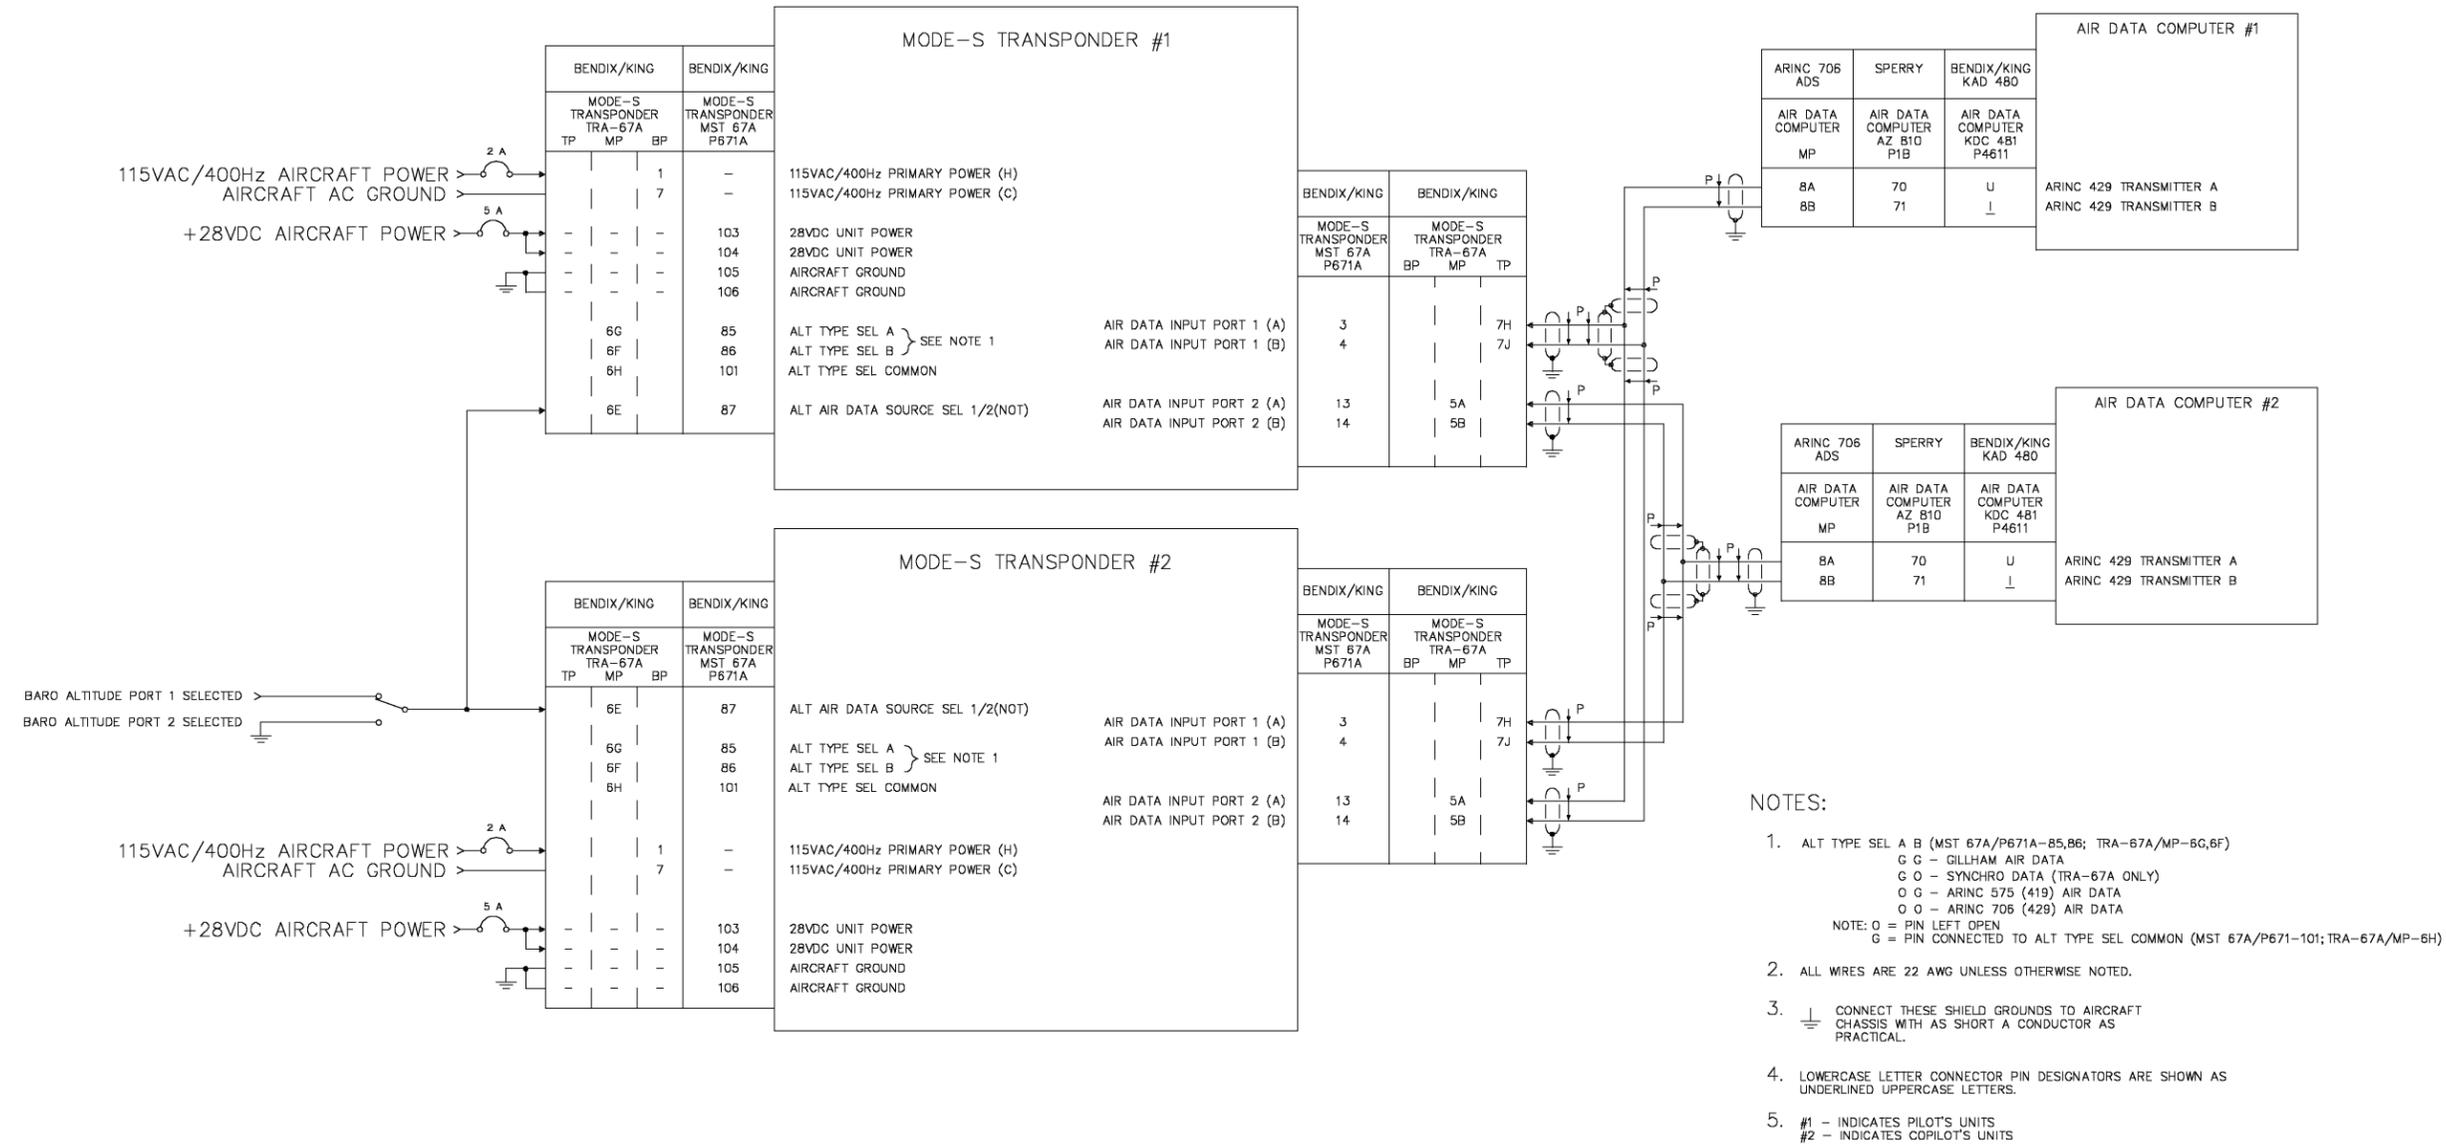 MODE-S TRANSPONDER #1
BENDIX/KING BENDIX/KING
MODE-S TRANSPONDER TRA-67A
TP MP BP
MODE-S TRANSPONDER MST 67A P671A
2 A
115VAC/400Hz AIRCRAFT POWER 1 - 115VAC/400Hz PRIMARY POWER (H)
AIRCRAFT AC GROUND 7 - 115VAC/400Hz PRIMARY POWER (C)
5 A
+28VDC AIRCRAFT POWER - - - 103 28VDC UNIT POWER
- - - 104 28VDC UNIT POWER
- - - 105 AIRCRAFT GROUND
- - - 106 AIRCRAFT GROUND
6G 85 ALT TYPE SEL A
6F 86 ALT TYPE SEL B
SEE NOTE 1
6H 101 ALT TYPE SEL COMMON
6E 87 ALT AIR DATA SOURCE SEL 1/2(NOT)
BENDIX/KING BENDIX/KING
MODE-S TRANSPONDER MST 67A P671A
MODE-S TRANSPONDER TRA-67A
BP MP TP
AIR DATA INPUT PORT 1 (A) 3 7H
AIR DATA INPUT PORT 1 (B) 4 7J
AIR DATA INPUT PORT 2 (A) 13 5A
AIR DATA INPUT PORT 2 (B) 14 5B
P
P
P
P
P
P
AIR DATA COMPUTER #1
ARINC 706 ADS
SPERRY
BENDIX/KING KAD 480
AIR DATA COMPUTER MP
AIR DATA COMPUTER AZ 810 P1B
AIR DATA COMPUTER KDC 481 P4611
8A 70 U ARINC 429 TRANSMITTER A
8B 71 I ARINC 429 TRANSMITTER B
AIR DATA COMPUTER #2
ARINC 706 ADS
SPERRY
BENDIX/KING KAD 480
AIR DATA COMPUTER MP
AIR DATA COMPUTER AZ 810 P1B
AIR DATA COMPUTER KDC 481 P4611
8A 70 U ARINC 429 TRANSMITTER A
8B 71 I ARINC 429 TRANSMITTER B
P
P
P
MODE-S TRANSPONDER #2
BENDIX/KING BENDIX/KING
MODE-S TRANSPONDER TRA-67A
TP MP BP
MODE-S TRANSPONDER MST 67A P671A
BARO ALTITUDE PORT 1 SELECTED
BARO ALTITUDE PORT 2 SELECTED
6E 87 ALT AIR DATA SOURCE SEL 1/2(NOT)
6G 85 ALT TYPE SEL A
6F 86 ALT TYPE SEL B
SEE NOTE 1
6H 101 ALT TYPE SEL COMMON
2 A
115VAC/400Hz AIRCRAFT POWER 1 - 115VAC/400Hz PRIMARY POWER (H)
AIRCRAFT AC GROUND 7 - 115VAC/400Hz PRIMARY POWER (C)
5 A
+28VDC AIRCRAFT POWER - - - 103 28VDC UNIT POWER
- - - 104 28VDC UNIT POWER
- - - 105 AIRCRAFT GROUND
- - - 106 AIRCRAFT GROUND
BENDIX/KING BENDIX/KING
MODE-S TRANSPONDER MST 67A P671A
MODE-S TRANSPONDER TRA-67A
BP MP TP
AIR DATA INPUT PORT 1 (A) 3 7H
AIR DATA INPUT PORT 1 (B) 4 7J
AIR DATA INPUT PORT 2 (A) 13 5A
AIR DATA INPUT PORT 2 (B) 14 5B
P
P
NOTES:
1. ALT TYPE SEL A B (MST 67A/P671A-85,86; TRA-67A/MP-6G,6F)
G G - GILLHAM AIR DATA
G O - SYNCHRO DATA (TRA-67A ONLY)
O G - ARINC 575 (419) AIR DATA
O O - ARINC 706 (429) AIR DATA
NOTE: O = PIN LEFT OPEN
G = PIN CONNECTED TO ALT TYPE SEL COMMON (MST 67A/P671-101; TRA-67A/MP-6H)
2. ALL WIRES ARE 22 AWG UNLESS OTHERWISE NOTED.
3. CONNECT THESE SHIELD GROUNDS TO AIRCRAFT
CHASSIS WITH AS SHORT A CONDUCTOR AS
PRACTICAL.
4. LOWERCASE LETTER CONNECTOR PIN DESIGNATORS ARE SHOWN AS
UNDERLINED UPPERCASE LETTERS.
5. #1 - INDICATES PILOT'S UNITS
#2 - INDICATES COPILOT'S UNITS